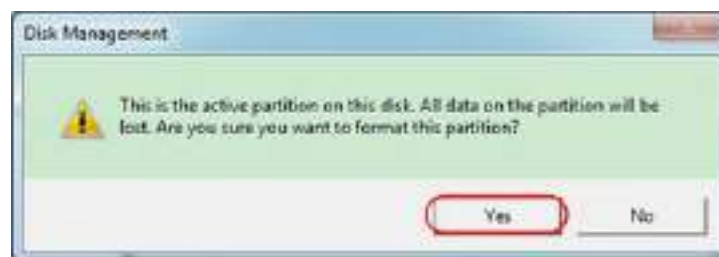 Disk Management
This is the active partition on this disk. All data on the partition will be
lost. Are you sure you want to format this partition?
Yes No